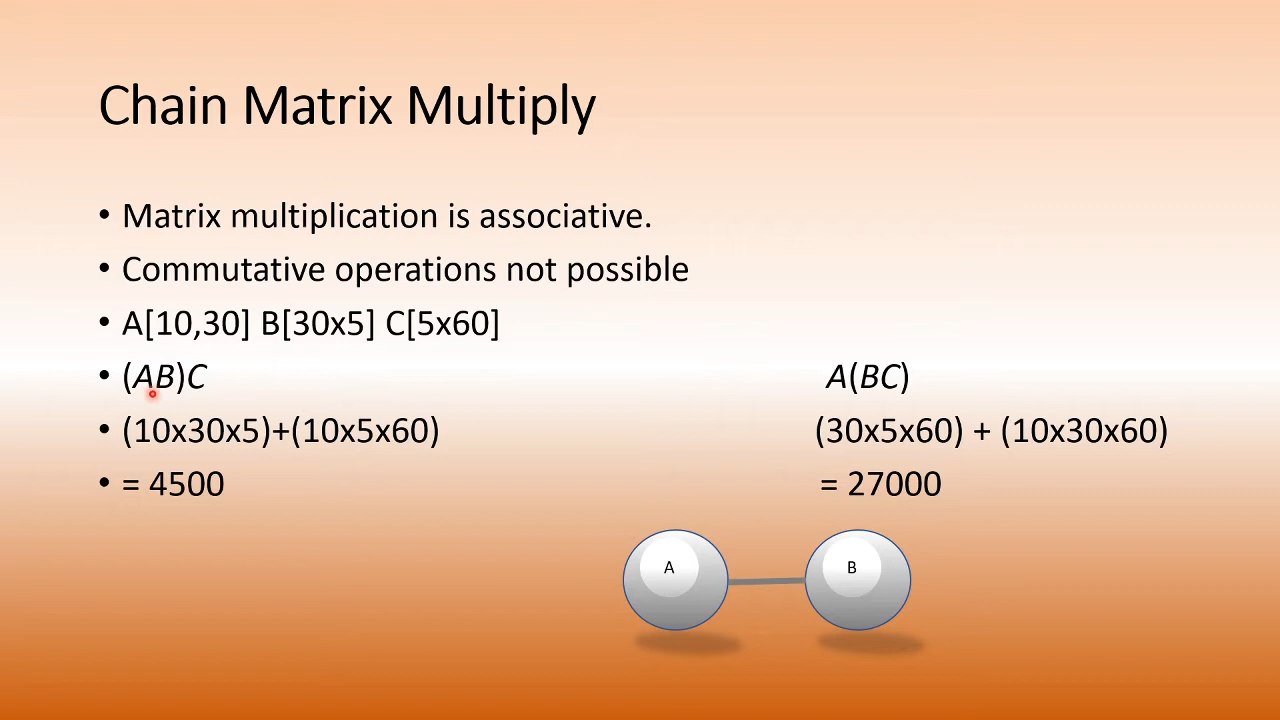 Chain Matrix Multiply
• Matrix multiplication is associative.
• Commutative operations not possible
• A[10,30] B[30x5] C[5x60]
• (AB)C A(BC)
• (10x30x5)+(10x5x60) (30x5x60) + (10x30x60)
• = 4500 = 27000
A B